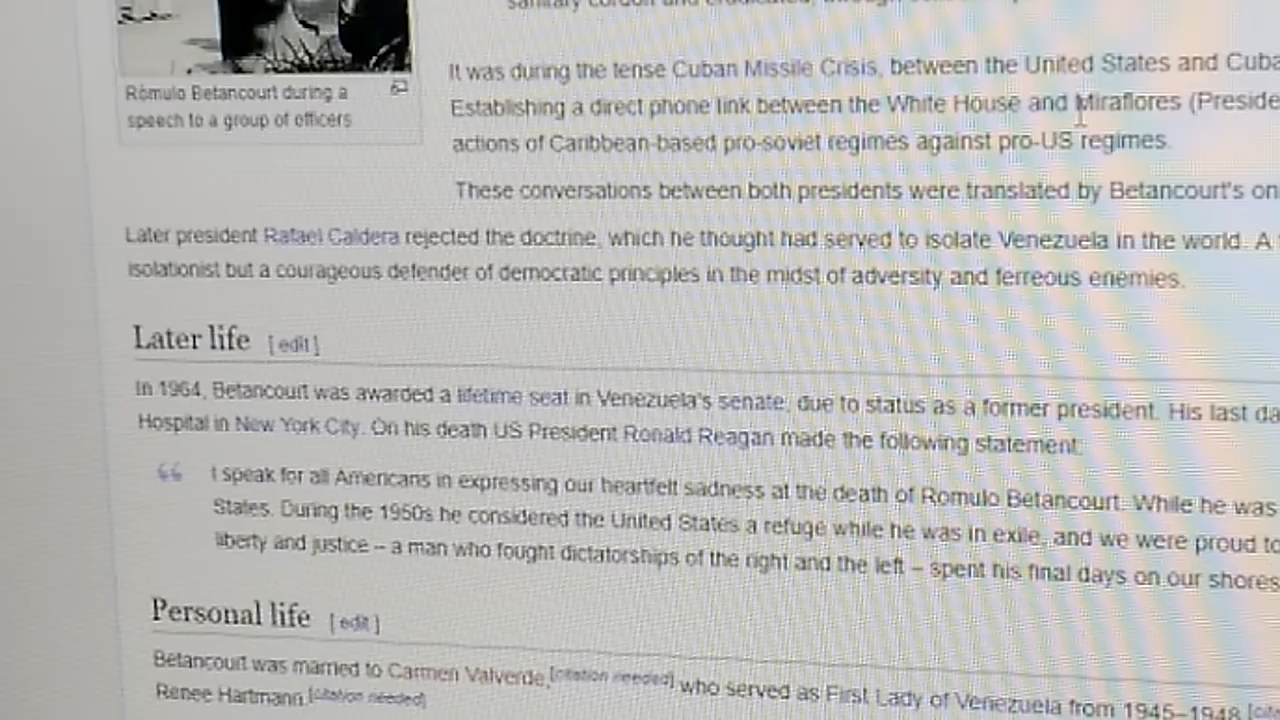 Rómulo Betancourt during a
speech to a group of officers
It was during the tense Cuban Missile Crisis, between the United States and Cuba
Establishing a direct phone link between the White House and Miraflores (Preside
actions of Caribbean-based pro-soviet regimes against pro-US regimes.
These conversations between both presidents were translated by Betancourt's on
Later president Rafael Caldera rejected the doctrine, which he thought had served to isolate Venezuela in the world. A
isolationist but a courageous defender of democratic principles in the midst of adversity and ferreous enemies.
Later life [edit]
In 1964, Betancourt was awarded a lifetime seat in Venezuela's senate, due to status as a former president. His last da
Hospital in New York City. On his death US President Ronald Reagan made the following statement:
“ I speak for all Americans in expressing our heartfelt sadness at the death of Romulo Betancourt. While he was
States. During the 1950s he considered the United States a refuge while he was in exile, and we were proud to
liberty and justice – a man who fought dictatorships of the right and the left – spent his final days on our shores
Personal life [edit]
Betancourt was married to Carmen Valverde,[citation needed] who served as First Lady of Venezuela from 1945–1948
Renee Hartmann.[citation needed]